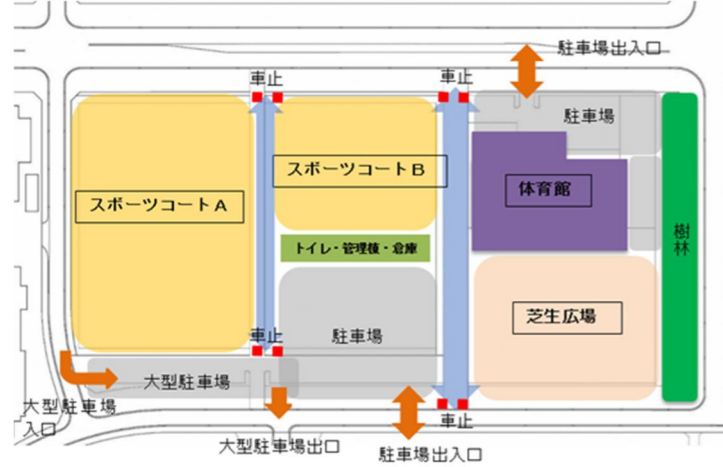 駐車場出入口
車止
車止
駐車場
スポーツコートB
体育館
スポーツコートA
樹林
トイレ・管理棟・倉庫
芝生広場
車止
駐車場
大型駐車場
大型駐車場
入口
車止
大型駐車場出口
駐車場出入口